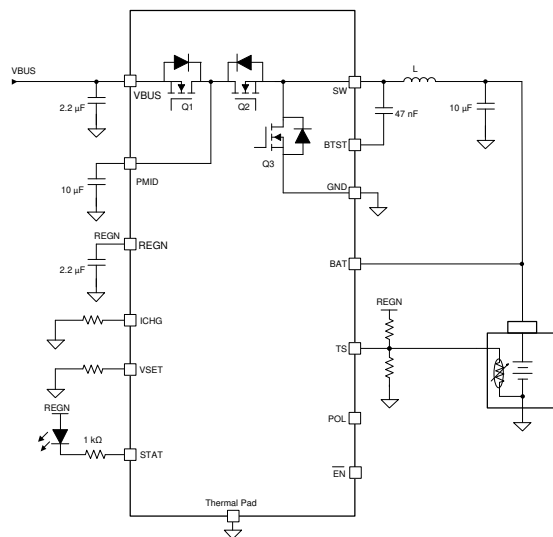 VBUS
2.2 µF
VBUS
Q1
Q2
SW
L
47 nF
10 µF
Q3
BTST
10 µF
PMID
GND
REGN
REGN
2.2 µF
BAT
REGN
ICHG
TS
VSET
REGN
POL
1 kΩ
STAT
EN
Thermal Pad